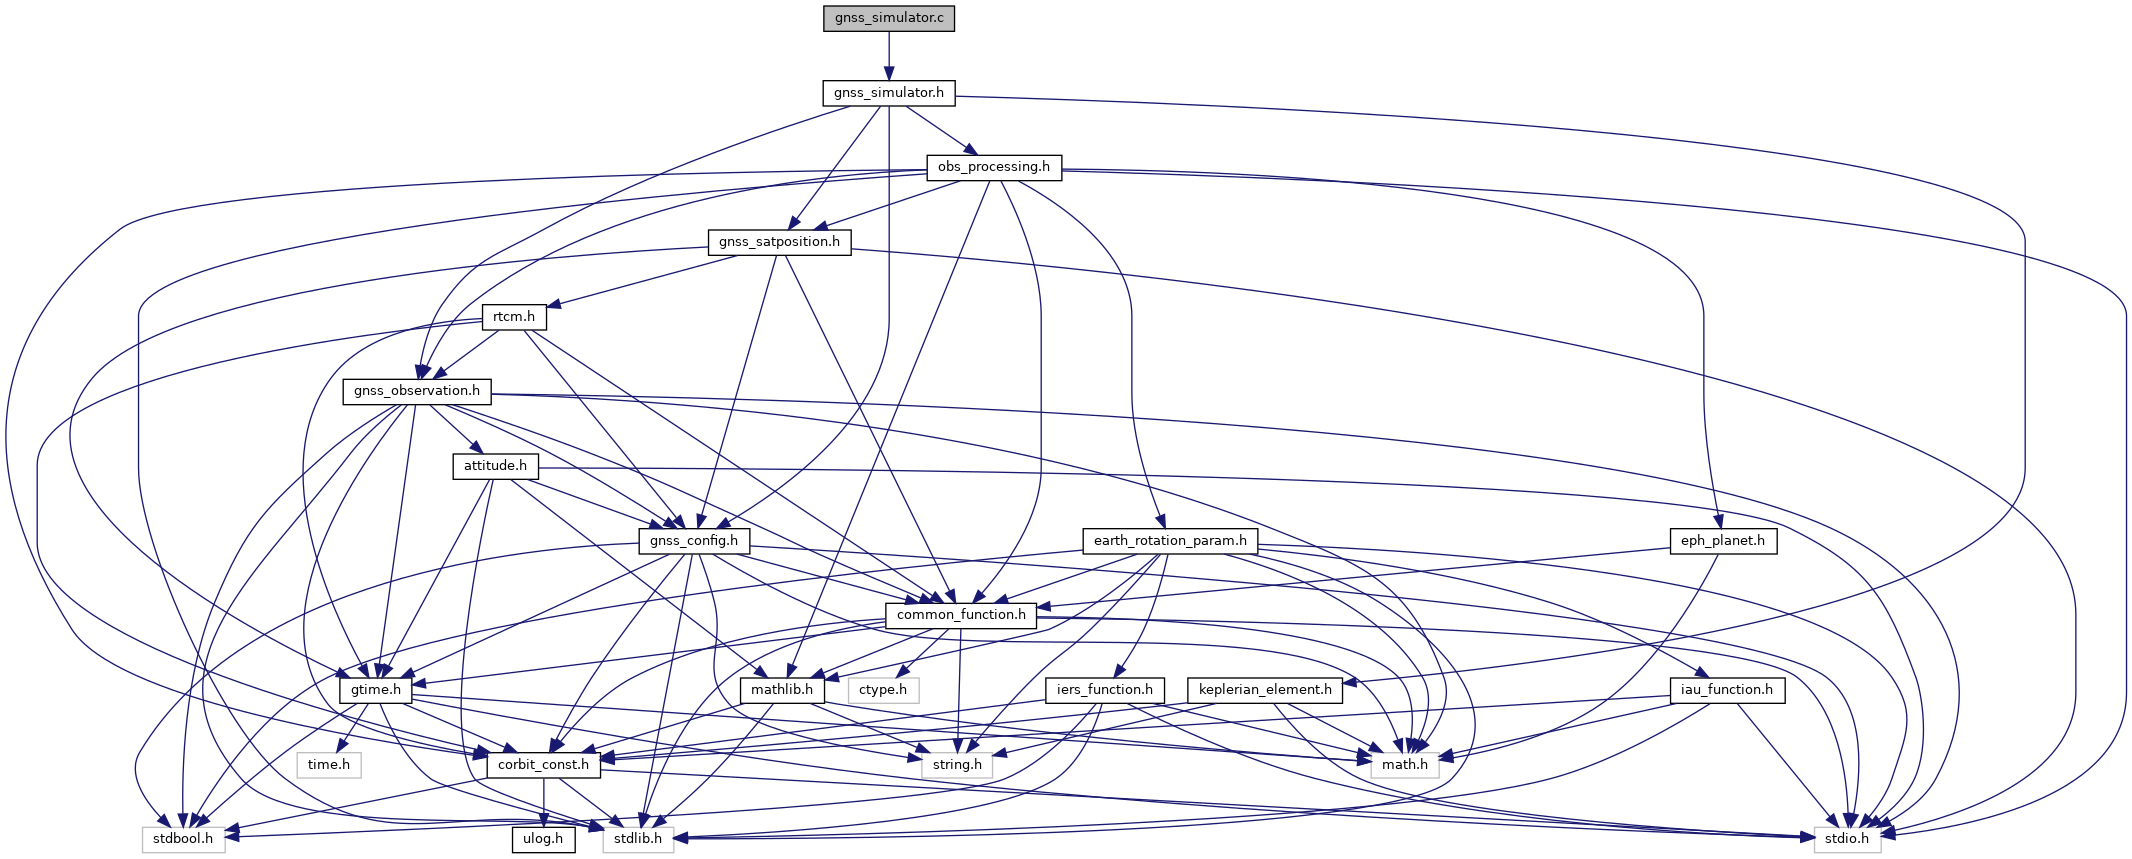 gnss_simulator.c
gnss_simulator.h
obs_processing.h
gnss_satposition.h
rtcm.h
gnss_observation.h
attitude.h
gnss_config.h
earth_rotation_param.h
eph_planet.h
common_function.h
gtime.h
mathlib.h
ctype.h
iers_function.h
keplerian_element.h
iau_function.h
time.h
corbit_const.h
string.h
math.h
stdbool.h
ulog.h
stdlib.h
stdio.h